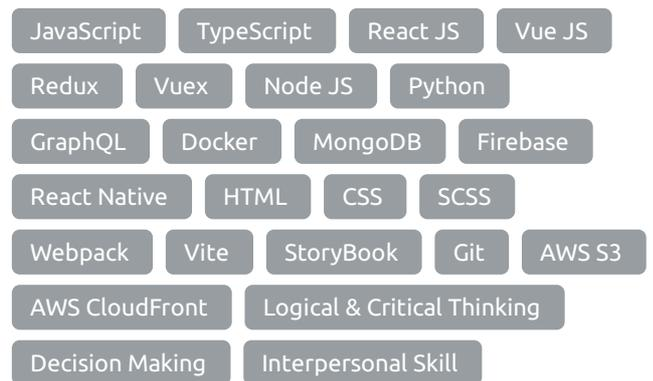 JavaScript TypeScript React JS Vue JS
Redux Vuex Node JS Python
GraphQL Docker MongoDB Firebase
React Native HTML CSS SCSS
Webpack Vite StoryBook Git AWS S3
AWS CloudFront Logical & Critical Thinking
Decision Making Interpersonal Skill